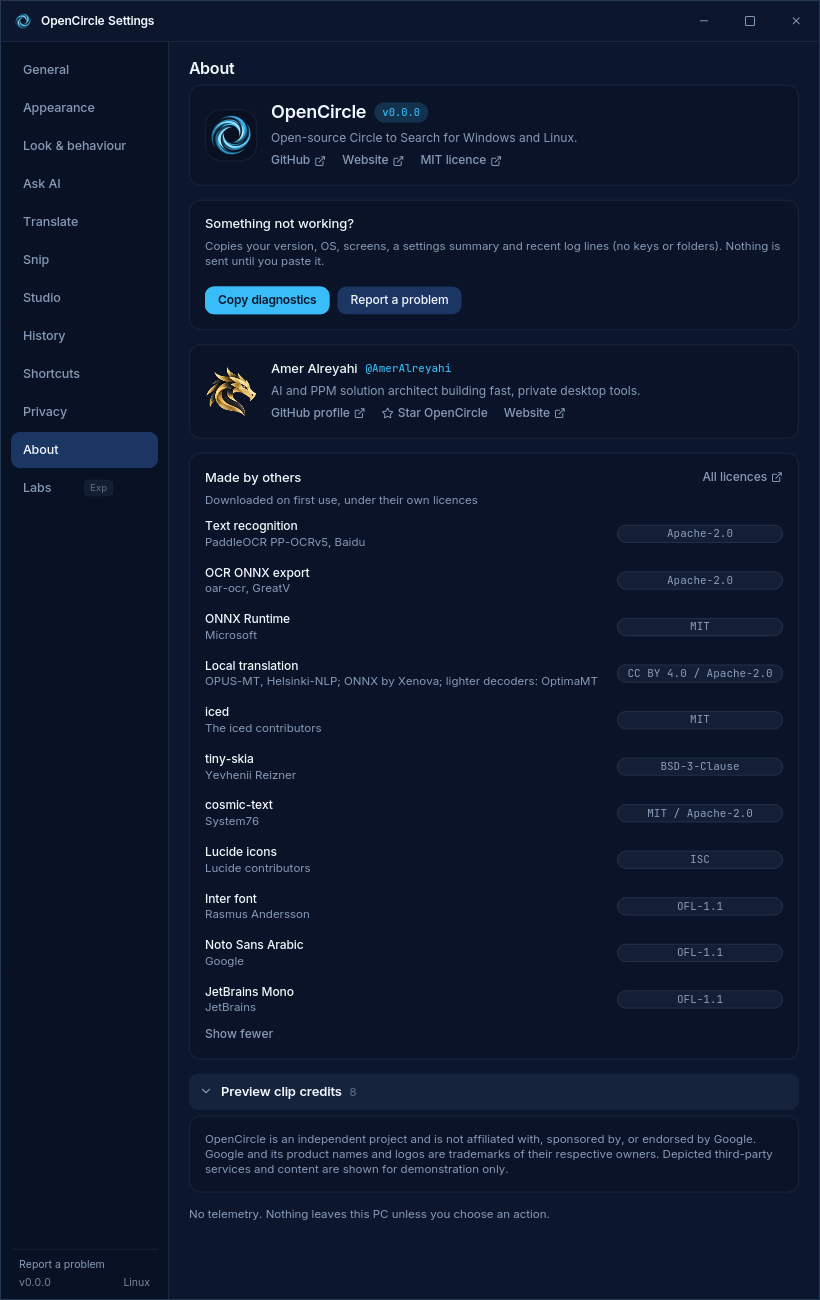 OpenCircle Settings
General
Appearance
Look & behaviour
Ask AI
Translate
Snip
Studio
History
Shortcuts
Privacy
About
Labs Exp
Report a problem
v0.0.0 Linux
About
OpenCircle v0.0.0
Open-source Circle to Search for Windows and Linux.
GitHub Website MIT licence
Something not working?
Copies your version, OS, screens, a settings summary and recent log lines (no keys or folders). Nothing is
sent until you paste it.
Copy diagnostics Report a problem
Amer Alreyahi @AmerAlreyahi
AI and PPM solution architect building fast, private desktop tools.
GitHub profile Star OpenCircle Website
Made by others All licences
Downloaded on first use, under their own licences
Text recognition
PaddleOCR PP-OCRv5, Baidu
Apache-2.0
OCR ONNX export
oar-ocr, GreatV
Apache-2.0
ONNX Runtime
Microsoft
MIT
Local translation
OPUS-MT, Helsinki-NLP; ONNX by Xenova; lighter decoders: OptimaMT
CC BY 4.0 / Apache-2.0
iced
The iced contributors
MIT
tiny-skia
Yevhenii Reizner
BSD-3-Clause
cosmic-text
System76
MIT / Apache-2.0
Lucide icons
Lucide contributors
ISC
Inter font
Rasmus Andersson
OFL-1.1
Noto Sans Arabic
Google
OFL-1.1
JetBrains Mono
JetBrains
OFL-1.1
Show fewer
Preview clip credits 8
OpenCircle is an independent project and is not affiliated with, sponsored by, or endorsed by Google.
Google and its product names and logos are trademarks of their respective owners. Depicted third-party
services and content are shown for demonstration only.
No telemetry. Nothing leaves this PC unless you choose an action.